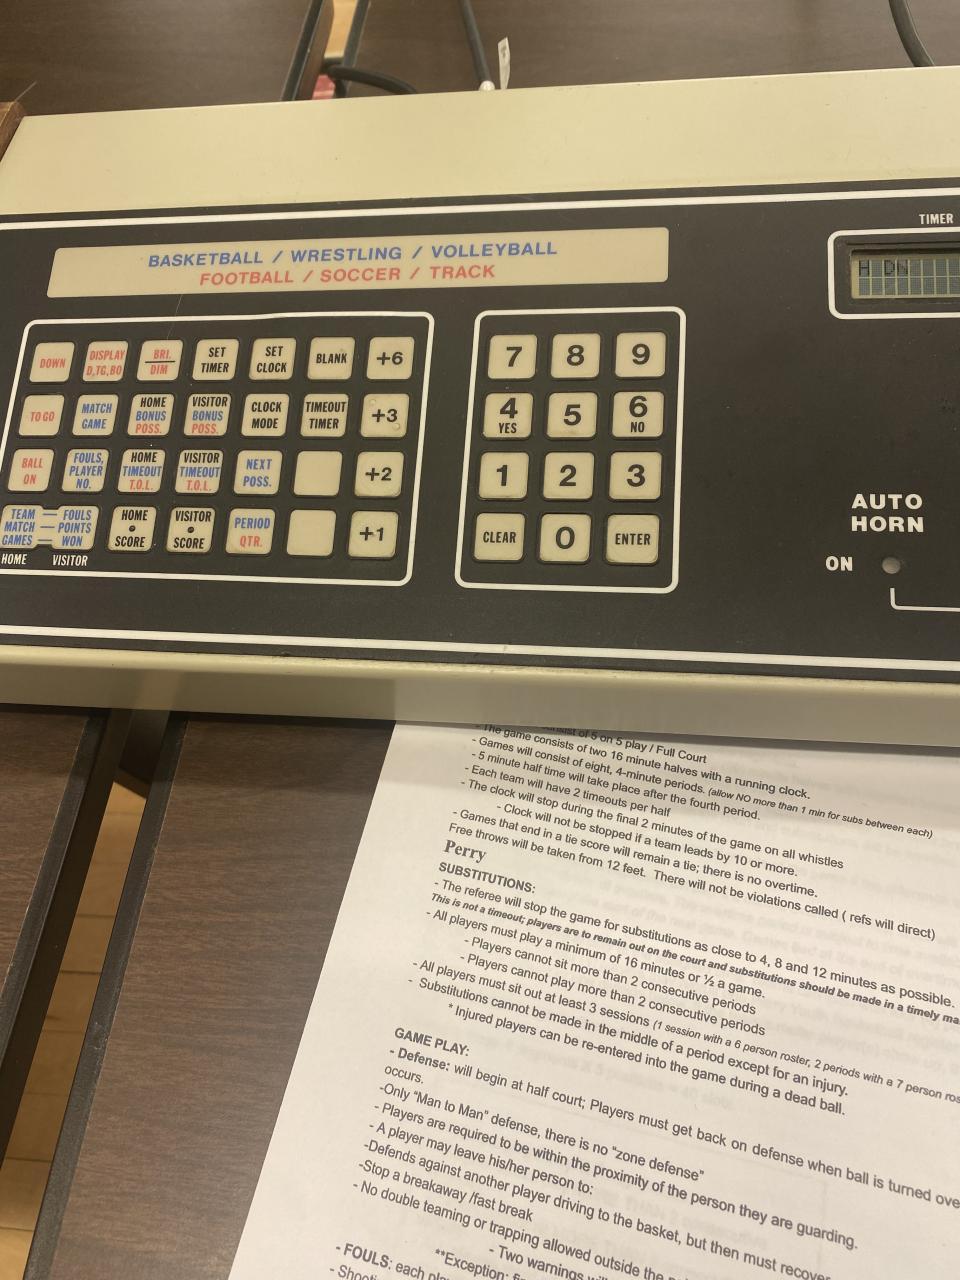 TIMER
BASKETBALL / WRESTLING / VOLLEYBALL
FOOTBALL / SOCCER / TRACK
H DN
DOWN
DISPLAY D,TG,BO
BRI. DIM
SET TIMER
SET CLOCK
BLANK
+6
7
8
9
TO GO
MATCH GAME
HOME BONUS POSS.
VISITOR BONUS POSS.
CLOCK MODE
TIMEOUT TIMER
+3
4 YES
5
6 NO
BALL ON
FOULS, PLAYER NO.
HOME TIMEOUT T.O.L.
VISITOR TIMEOUT T.O.L.
NEXT POSS.
+2
1
2
3
TEAM — FOULS
MATCH — POINTS
GAMES — WON
HOME • SCORE
VISITOR • SCORE
PERIOD QTR.
+1
CLEAR
0
ENTER
HOME VISITOR
AUTO
HORN
ON
of 5 on 5 play / Full Court
- The game consists of two 16 minute halves with a running clock.
- Games will consist of eight, 4-minute periods. (allow NO more than 1 min for subs between each)
- 5 minute half time will take place after the fourth period.
- Each team will have 2 timeouts per half
- The clock will stop during the final 2 minutes of the game on all whistles
- Clock will not be stopped if a team leads by 10 or more.
- Games that end in a tie score will remain a tie; there is no overtime.
Free throws will be taken from 12 feet. There will not be violations called ( refs will direct)
Perry
SUBSTITUTIONS:
- The referee will stop the game for substitutions as close to 4, 8 and 12 minutes as possible.
This is not a timeout; players are to remain out on the court and substitutions should be made in a timely
- All players must play a minimum of 16 minutes or ½ a game.
- Players cannot sit more than 2 consecutive periods
- Players cannot play more than 2 consecutive periods
- All players must sit out at least 3 sessions (1 session with a 6 person roster, 2 periods with a 7 person
- Substitutions cannot be made in the middle of a period except for an injury.
* Injured players can be re-entered into the game during a dead ball.
GAME PLAY:
- Defense: will begin at half court; Players must get back on defense when ball is turned
occurs.
-Only "Man to Man" defense, there is no "zone defense"
- Players are required to be within the proximity of the person they are guarding.
- A player may leave his/her person to:
-Defends against another player driving to the basket, but then must recover
-Stop a breakaway /fast break
- No double teaming or trapping allowed outside the
- Two warnings
**Exception:
- FOULS: each